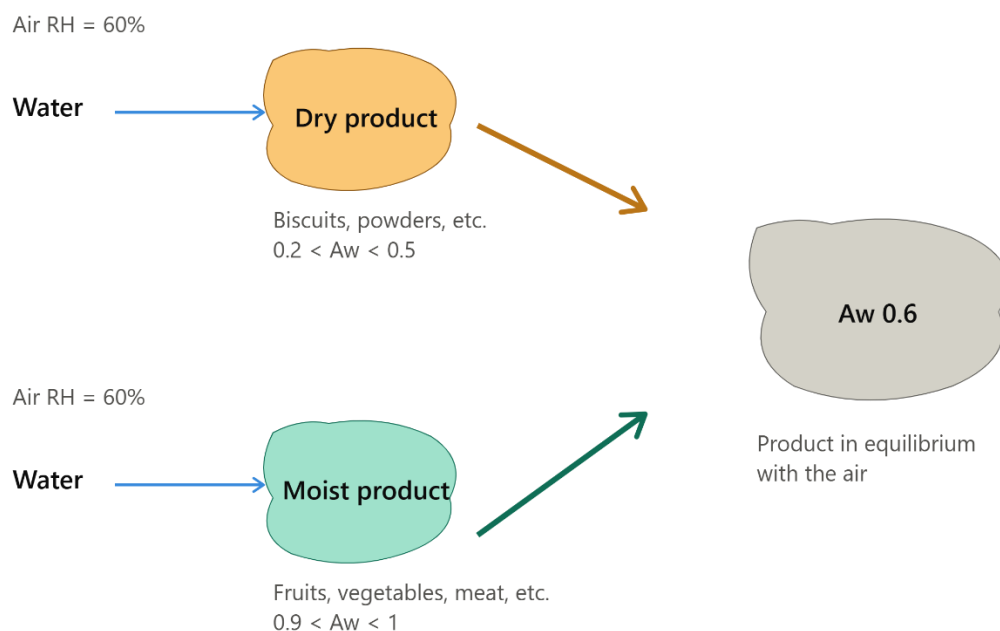 Air RH = 60%
Water
Dry product
Biscuits, powders, etc.
0.2 < Aw < 0.5
Aw 0.6
Product in equilibrium
with the air
Air RH = 60%
Water
Moist product
Fruits, vegetables, meat, etc.
0.9 < Aw < 1